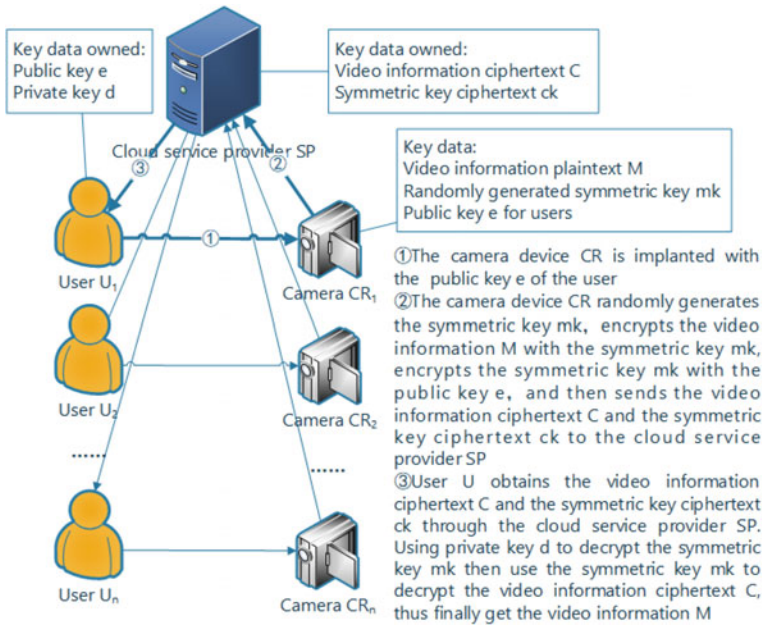 Key data owned:
Public key e
Private key d
Key data owned:
Video information ciphertext C
Symmetric key ciphertext ck
Cloud service provider SP
③
②
Key data:
Video information plaintext M
Randomly generated symmetric key mk
Public key e for users
①
User U₁
Camera CR₁
User U₂
Camera CR₂
......
......
User Uₙ
Camera CRₙ
①The camera device CR is implanted with
the public key e of the user
②The camera device CR randomly generates
the symmetric key mk, encrypts the video
information M with the symmetric key mk,
encrypts the symmetric key mk with the
public key e, and then sends the video
information ciphertext C and the symmetric
key ciphertext ck to the cloud service
provider SP
③User U obtains the video information
ciphertext C and the symmetric key ciphertext
ck through the cloud service provider SP.
Using private key d to decrypt the symmetric
key mk then use the symmetric key mk to
decrypt the video information ciphertext C,
thus finally get the video information M